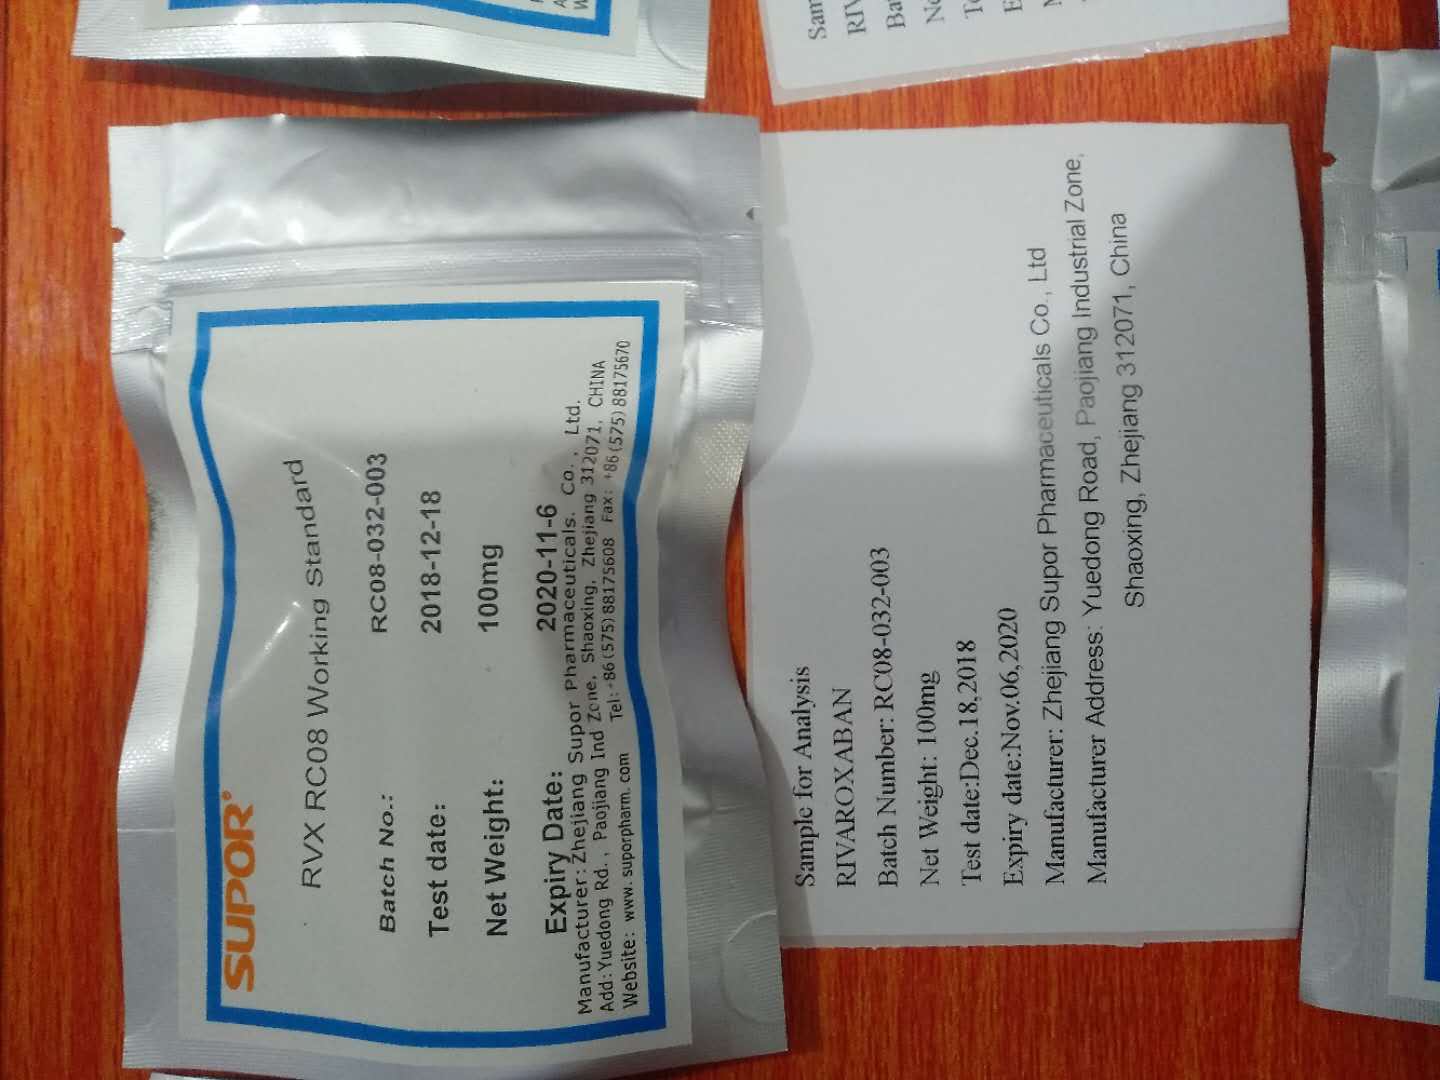 SUPOR®
RVX RC08 Working Standard
Batch No.: RC08-032-003
Test date: 2018-12-18
Net Weight: 100mg
Expiry Date: 2020-11-6
Manufacturer:Zhejiang Supor Pharmaceuticals. Co., Ltd.
Add:Yuedong Rd., Paojiang Ind Zone, Shaoxing, Zhejiang 312071, CHINA
Website: www.suporpharm.com Tel:+86(575)88175608 Fax: +86(575)88175670
Sample for Analysis
RIVAROXABAN
Batch Number: RC08-032-003
Net Weight: 100mg
Test date:Dec.18,2018
Expiry date:Nov.06,2020
Manufacturer: Zhejiang Supor Pharmaceuticals Co., Ltd
Manufacturer Address: Yuedong Road, Paojiang Industrial Zone,
Shaoxing, Zhejiang 312071, China